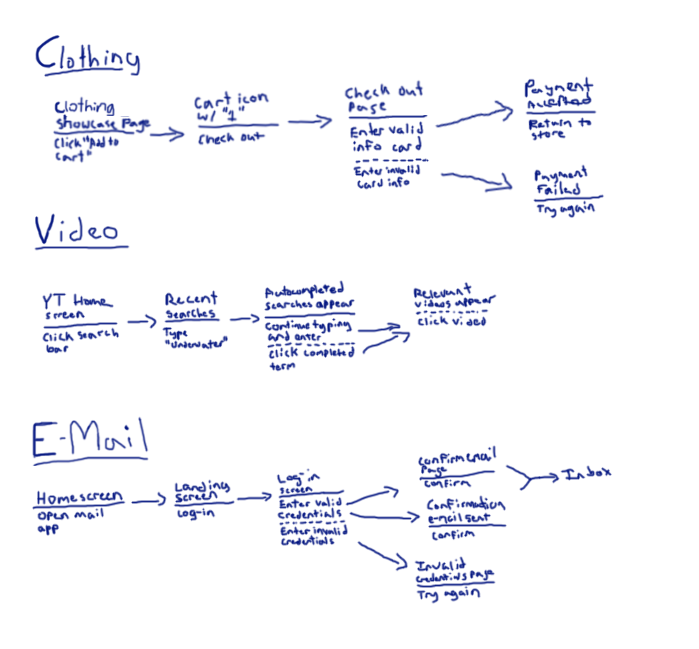 Clothing
Clothing
Showcase Page
Click "Add to
cart"
Cart icon
w/ "1"
Check out
Check out
Page
Enter valid
info card
Enter invalid
card info
Payment
Accepted
Return to
store
Payment
Failed
Try again
Video
YT Home
screen
Click search
bar
Recent
searches
Type
"Underwater"
Autocompleted
searches appear
Continue typing
and enter
Click completed
term
Relevant
videos appear
Click video
E-Mail
Homescreen
Open mail
app
Landing
Screen
Log-in
Log-in
screen
Enter valid
credentials
Enter invalid
credentials
Confirm email
Page
Confirm
Confirmation
e-mail sent
Confirm
Invalid
credentials page
Try again
Inbox